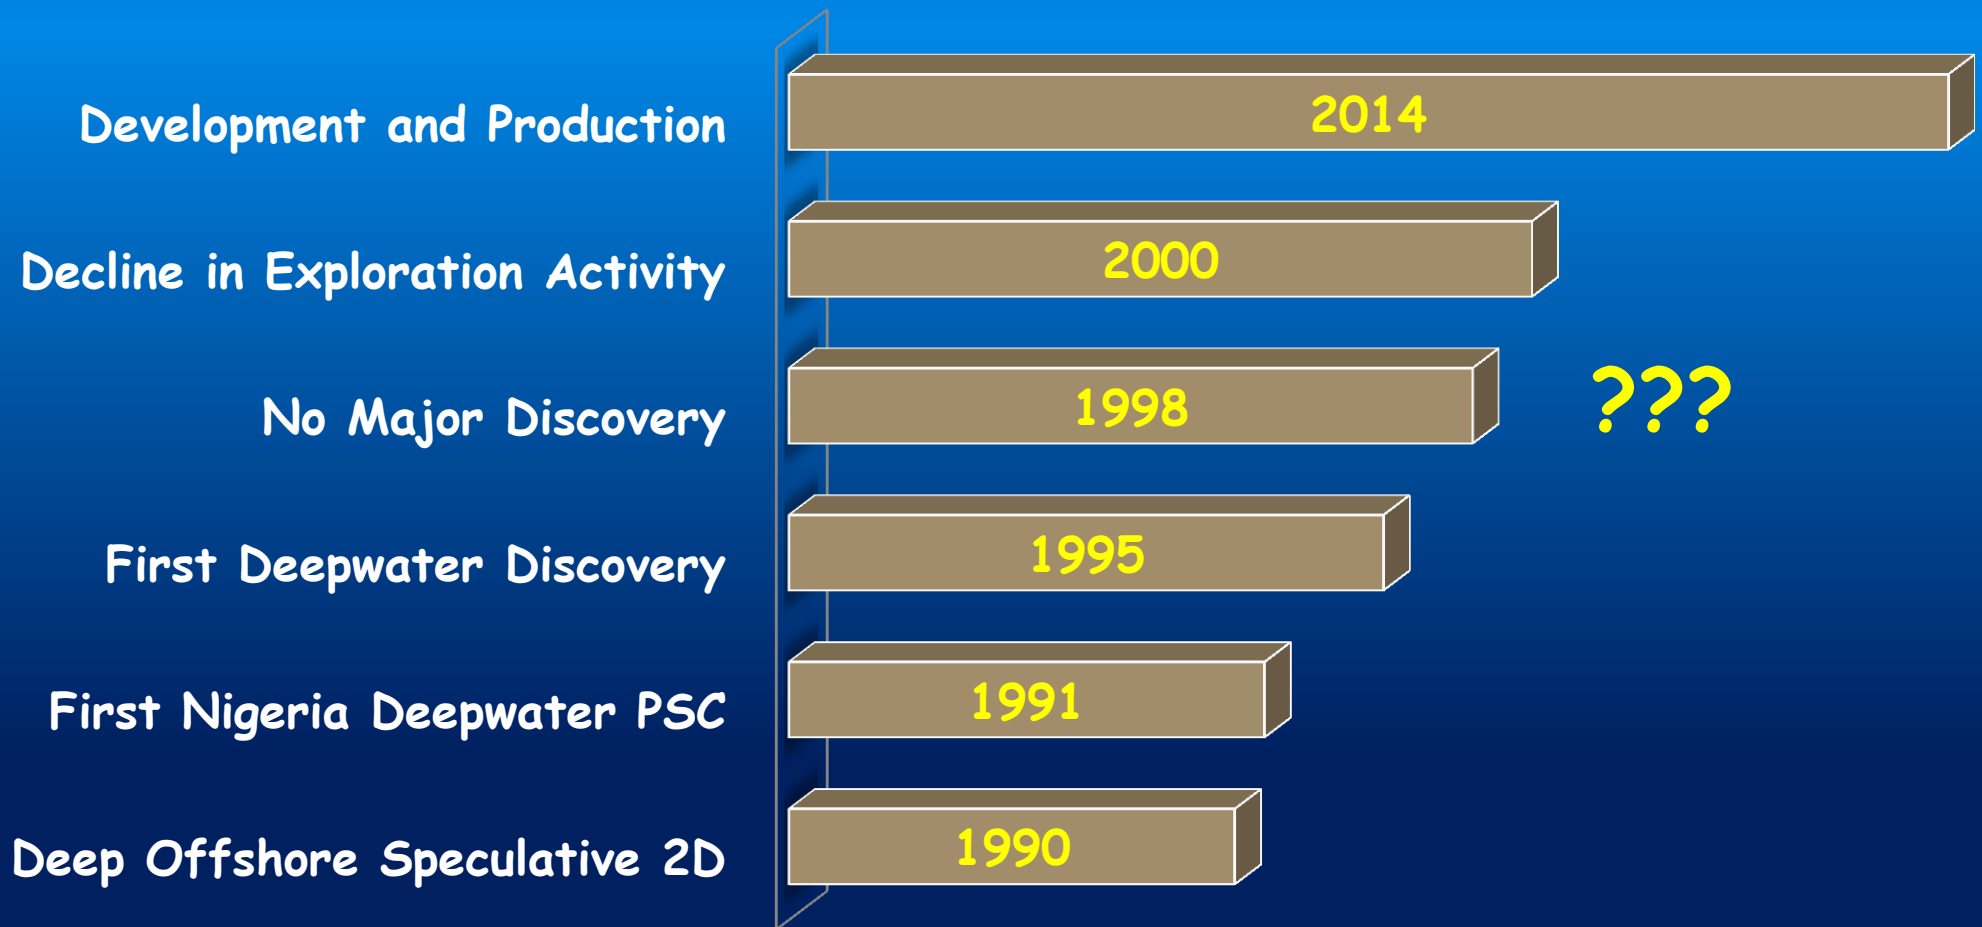 Development and Production 2014
Decline in Exploration Activity 2000
No Major Discovery 1998 ???
First Deepwater Discovery 1995
First Nigeria Deepwater PSC 1991
Deep Offshore Speculative 2D 1990